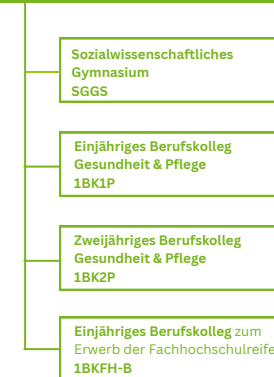 Sozialwissenschaftliches
Gymnasium
SGGS
Einjähriges Berufskolleg
Gesundheit & Pflege
1BK1P
Zweijähriges Berufskolleg
Gesundheit & Pflege
1BK2P
Einjähriges Berufskolleg zum
Erwerb der Fachhochschulreife
1BKFH-B